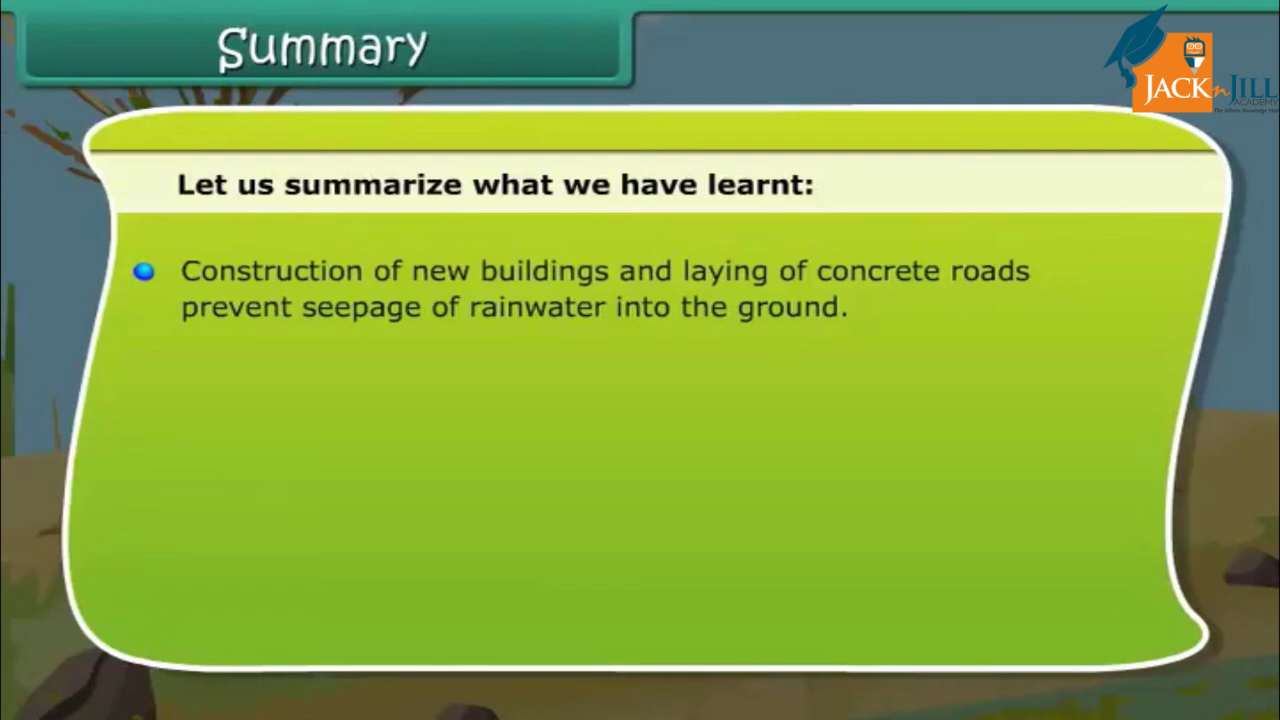 Summary
JACK n JILL
ACADEMY
Let us summarize what we have learnt:
Construction of new buildings and laying of concrete roads
prevent seepage of rainwater into the ground.